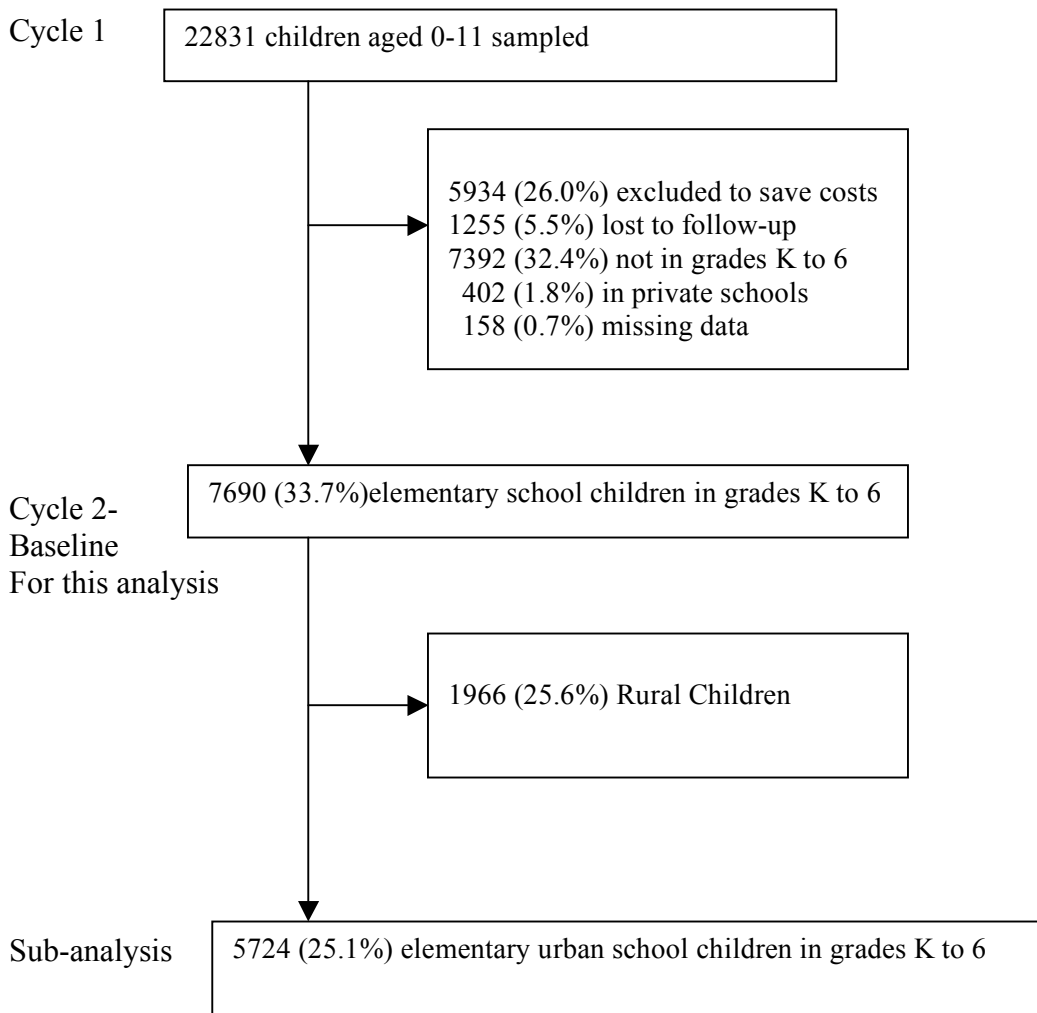 Cycle 1
22831 children aged 0-11 sampled
5934 (26.0%) excluded to save costs
1255 (5.5%) lost to follow-up
7392 (32.4%) not in grades K to 6
402 (1.8%) in private schools
158 (0.7%) missing data
7690 (33.7%)elementary school children in grades K to 6
Cycle 2-
Baseline
For this analysis
1966 (25.6%) Rural Children
Sub-analysis
5724 (25.1%) elementary urban school children in grades K to 6